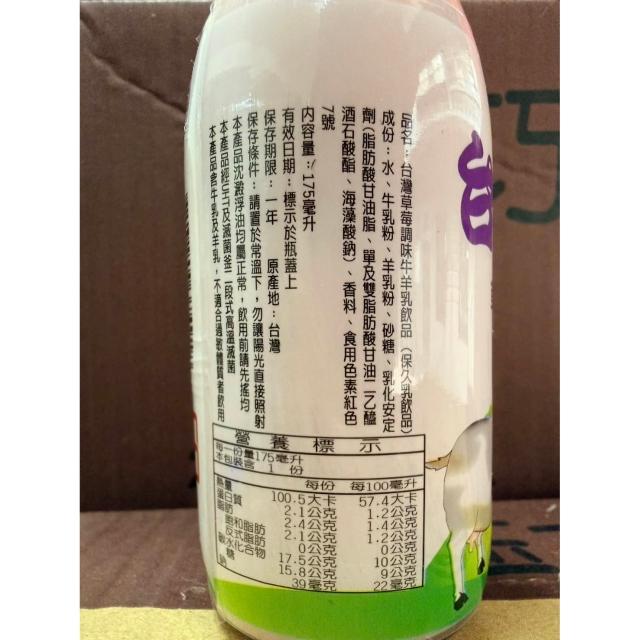 品名：台灣草莓調味牛羊乳飲品（保久乳飲品）
成份：水、牛乳粉、羊乳粉、砂糖、乳化安定
劑（脂肪酸甘油脂、單及雙脂肪酸甘油二乙醯
酒石酸酯、海藻酸鈉）、香料、食用色素紅色
7號
內容量：175毫升
有效日期：標示於瓶蓋上
保存期限：一年 原產地：台灣
保存條件：請置於常溫下，勿讓陽光直接照射
本產品沈澱浮油均屬正常，飲用前請先搖均
本產品經UHT及滅菌釜二段式高溫滅菌
本產品含牛乳及羊乳，不適合過敏體質者飲用
營養標示
每一份量175毫升
本包裝含 1 份
每份 每100毫升
熱量 100.5大卡 57.4大卡
蛋白質 2.1公克 1.2公克
脂肪 2.4公克 1.4公克
飽和脂肪 2.1公克 1.2公克
反式脂肪 0公克 0公克
碳水化合物 17.5公克 10公克
糖 15.8公克 9公克
鈉 39毫克 22毫克